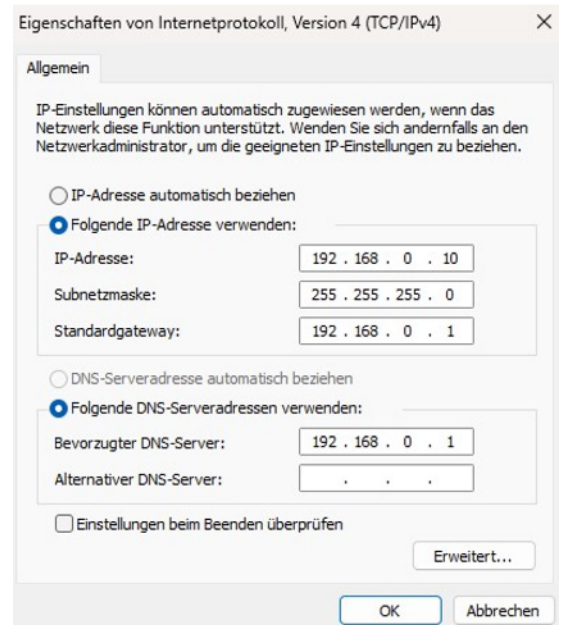 Eigenschaften von Internetprotokoll, Version 4 (TCP/IPv4)
Allgemein
IP-Einstellungen können automatisch zugewiesen werden, wenn das
Netzwerk diese Funktion unterstützt. Wenden Sie sich andernfalls an den
Netzwerkadministrator, um die geeigneten IP-Einstellungen zu beziehen.
IP-Adresse automatisch beziehen
Folgende IP-Adresse verwenden:
IP-Adresse: 192 . 168 . 0 . 10
Subnetzmaske: 255 . 255 . 255 . 0
Standardgateway: 192 . 168 . 0 . 1
DNS-Serveradresse automatisch beziehen
Folgende DNS-Serveradressen verwenden:
Bevorzugter DNS-Server: 192 . 168 . 0 . 1
Alternativer DNS-Server: . . .
Einstellungen beim Beenden überprüfen
Erweitert...
OK Abbrechen